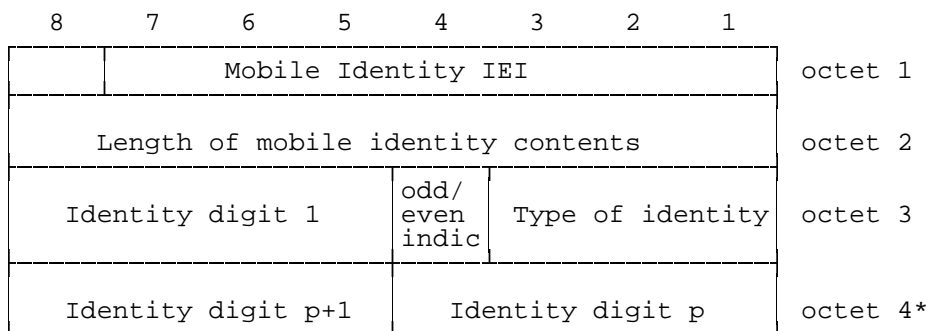 8 7 6 5 4 3 2 1
Mobile Identity IEI octet 1
Length of mobile identity contents octet 2
odd/
Identity digit 1 even Type of identity octet 3
indic
Identity digit p+1 Identity digit p octet 4*